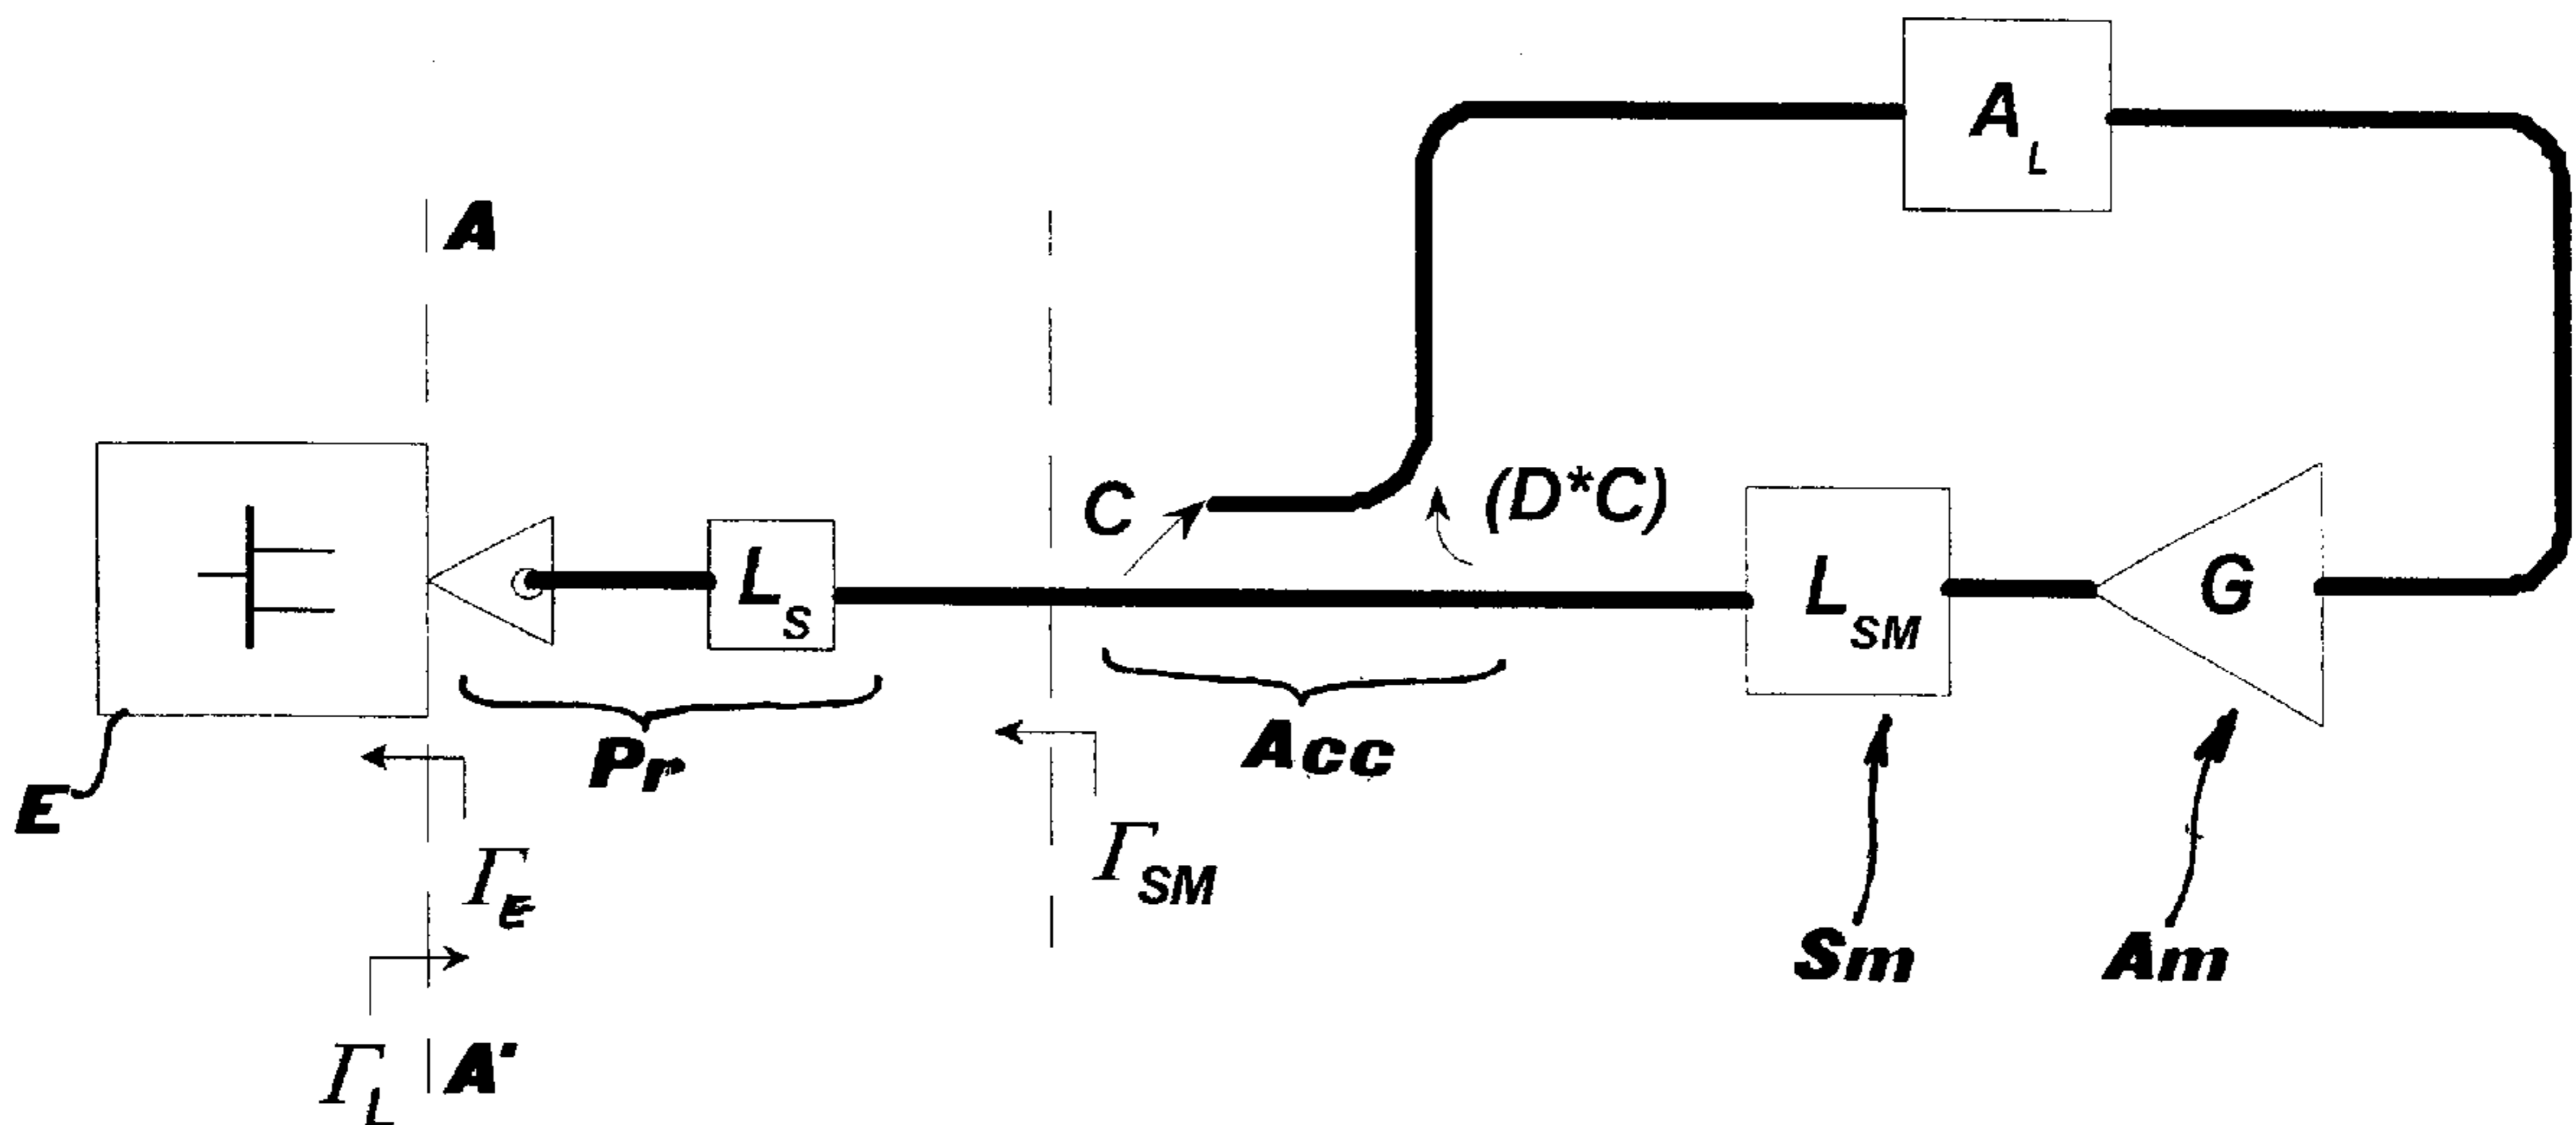 A_L
A
C
(D*C)
L_S
L_SM
G
Pr
Acc
E
Γ_E
Γ_SM
Sm
Am
Γ_L
A'